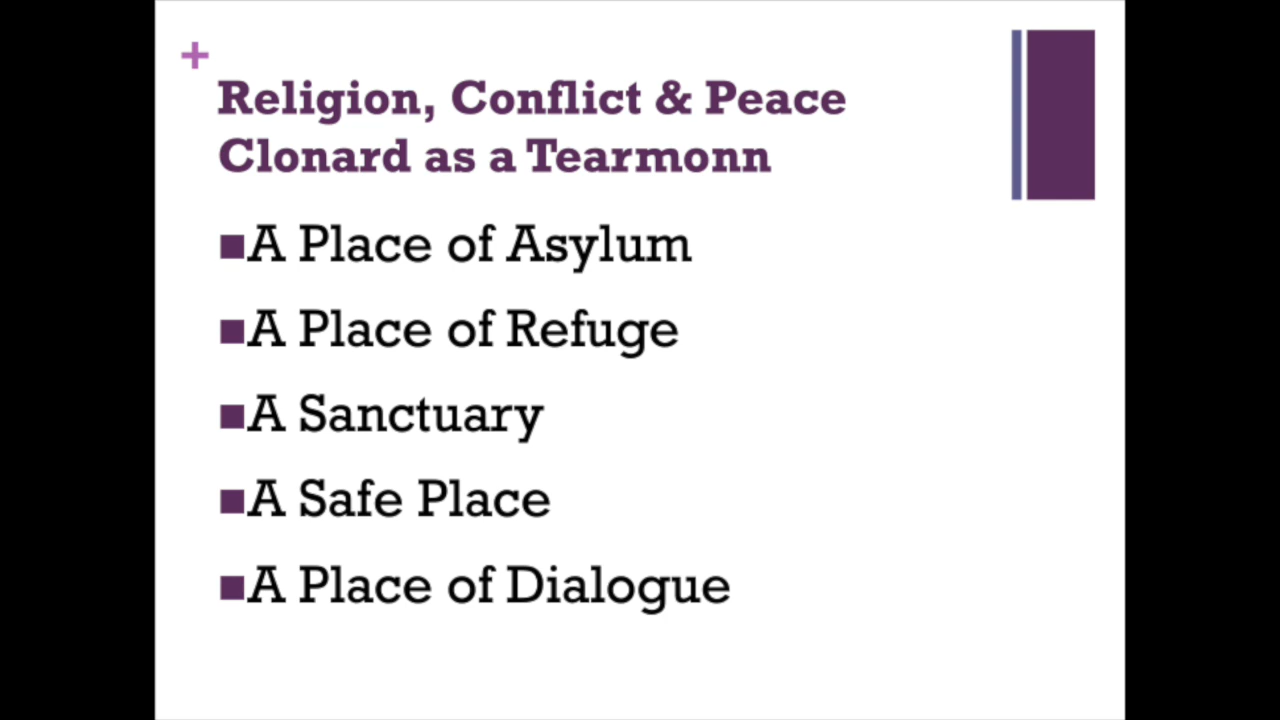 +
Religion, Conflict & Peace
Clonard as a Tearmonn
■A Place of Asylum
■A Place of Refuge
■A Sanctuary
■A Safe Place
■A Place of Dialogue